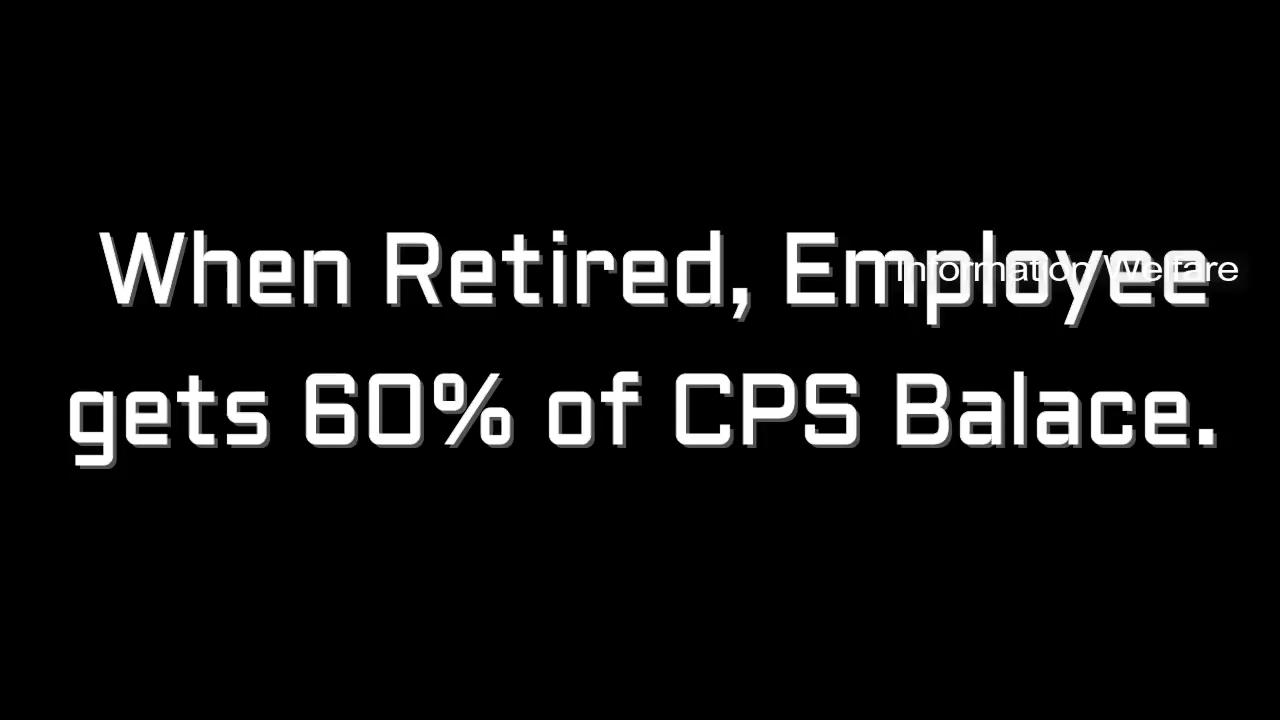 When Retired, Employee
Information Welfare
gets 60% of CPS Balace.